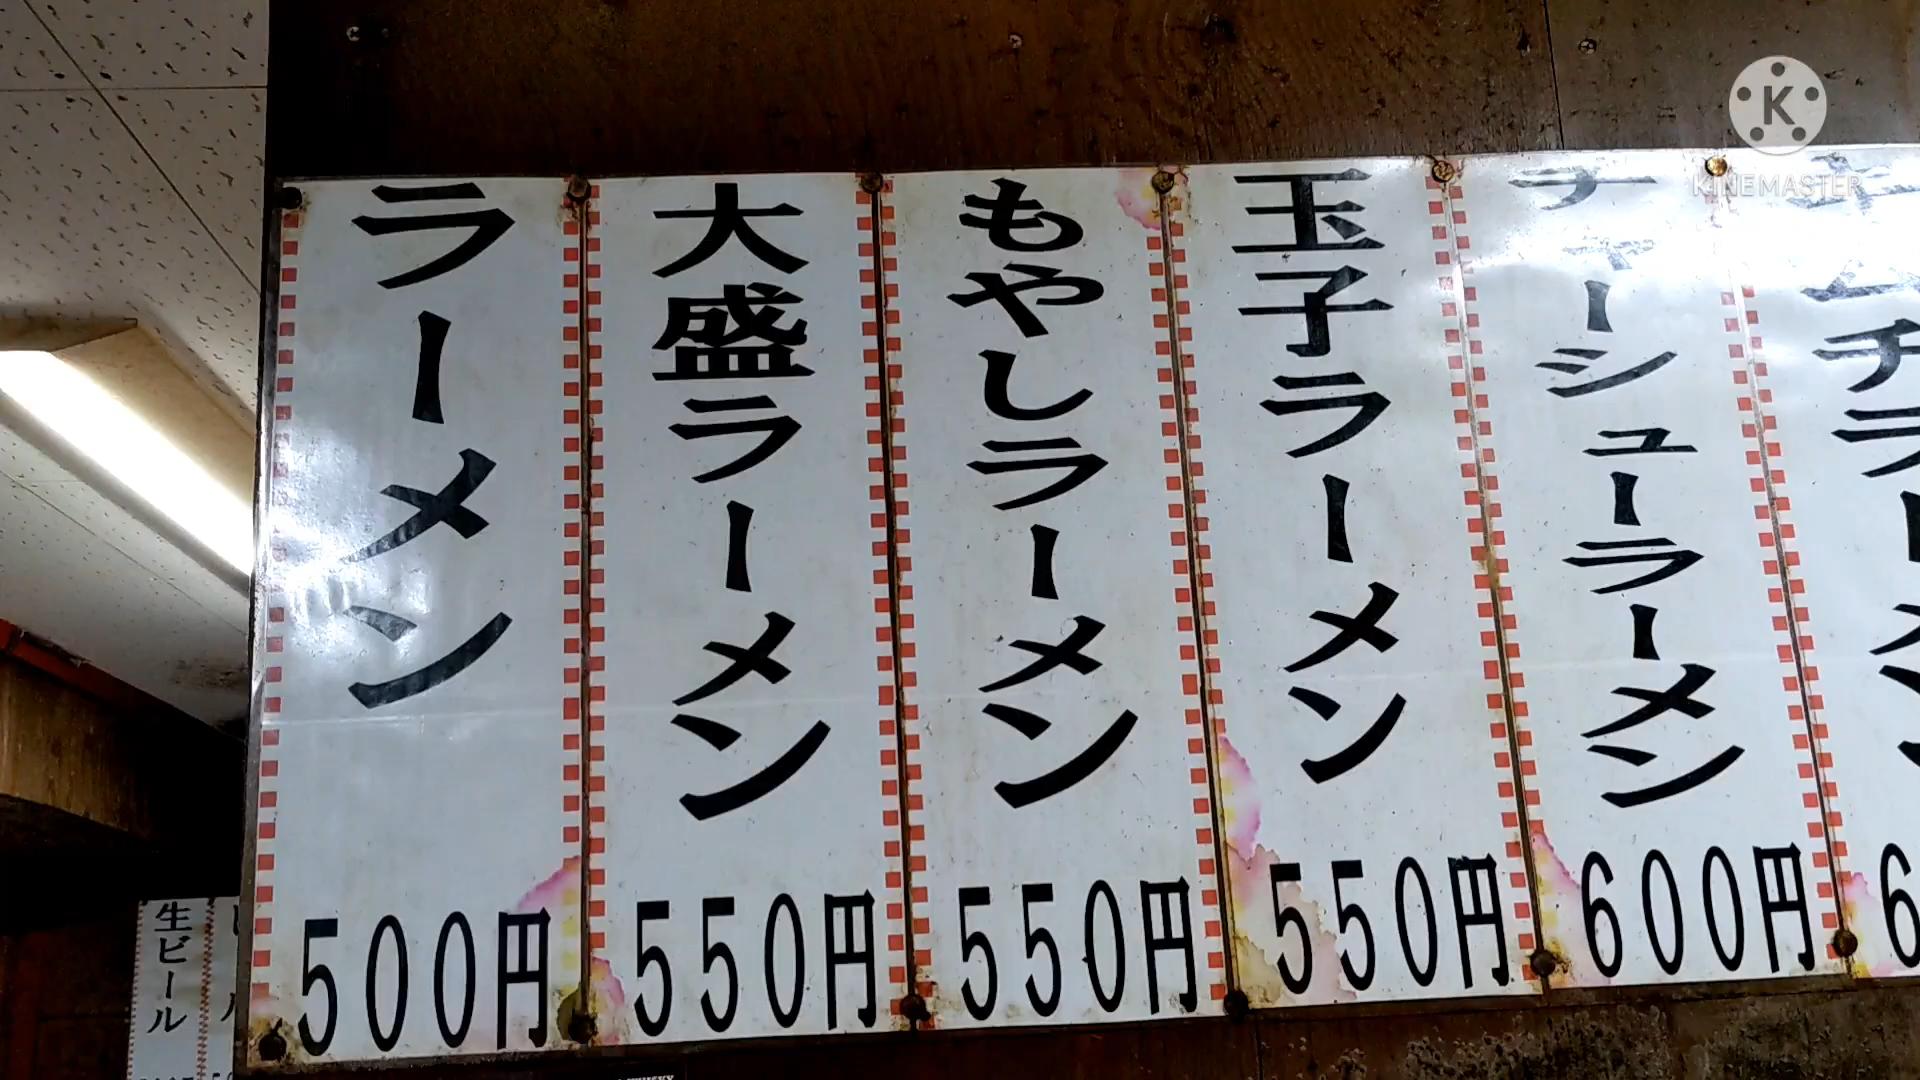 ラーメン
500円
大盛ラーメン
550円
もやしラーメン
550円
玉子ラーメン
550円
チャーシューラーメン
600円
生ビール
KINEMASTER